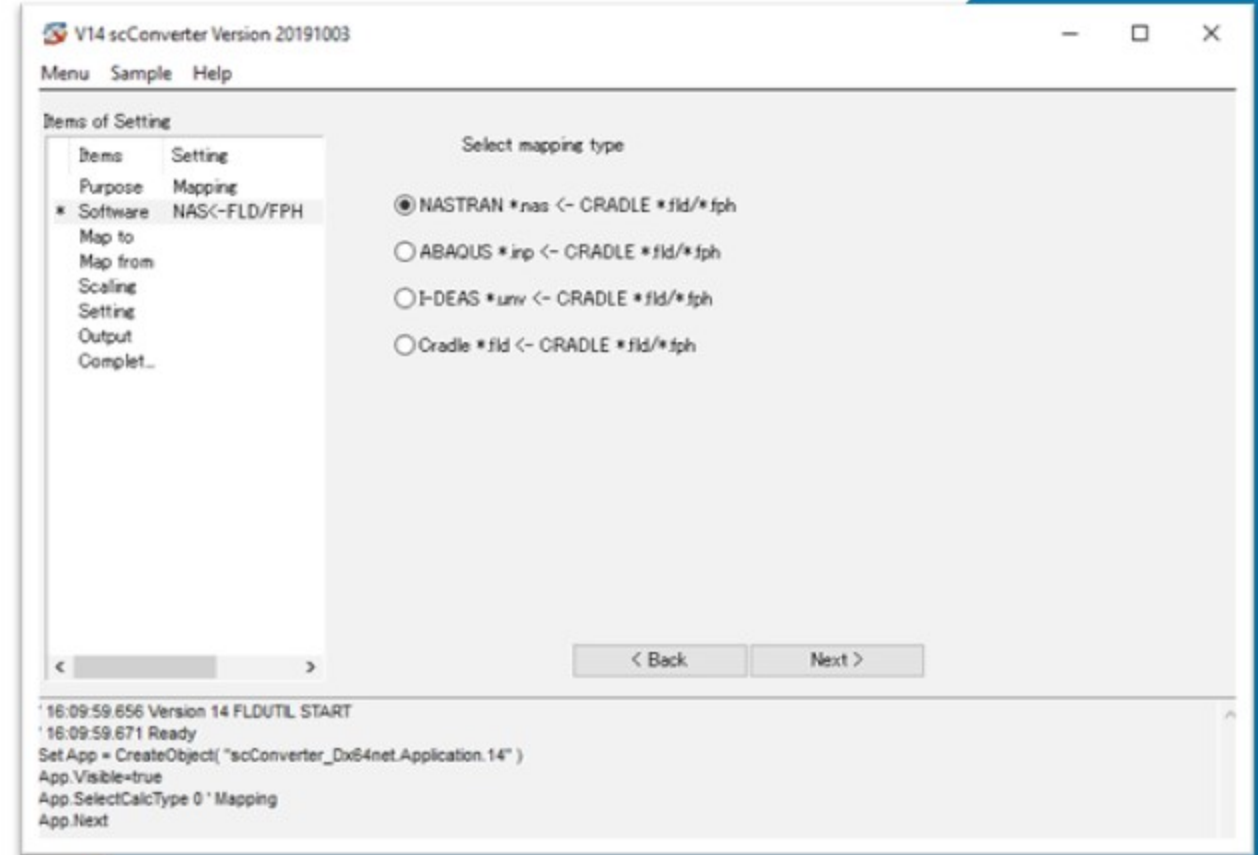 V14 scConverter Version 20191003
Menu Sample Help
Items of Setting
Items Setting
Purpose Mapping
* Software NAS<-FLD/FPH
Map to
Map from
Scaling
Setting
Output
Complet...
Select mapping type
NASTRAN *.nas <- CRADLE *.fld/*.fph
ABAQUS *.inp <- CRADLE *.fld/*.fph
I-DEAS *.unv <- CRADLE *.fld/*.fph
Cradle *.fld <- CRADLE *.fld/*.fph
< Back Next >
' 16:09:59.656 Version 14 FLDUTIL START
' 16:09:59.671 Ready
Set App = CreateObject( "scConverter_Dx64net.Application.14" )
App.Visible=true
App.SelectCalcType 0 ' Mapping
App.Next